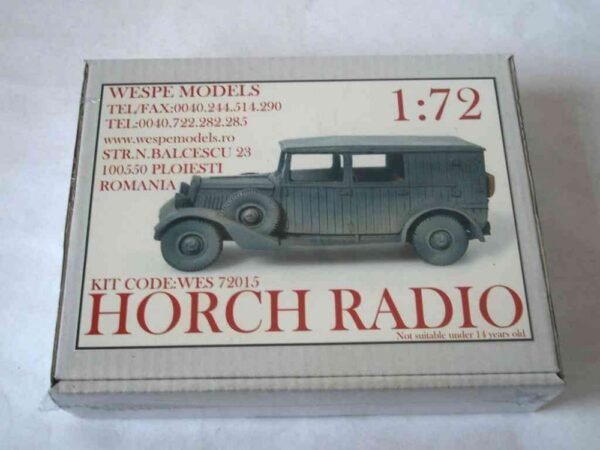 WESPE MODELS
TEL/FAX:0040.244.514.290
TEL:0040.722.282.285
www.wespemodels.ro
STR.N.BALCESCU 23
100550 PLOIESTI
ROMANIA
1:72
KIT CODE:WES 72015
HORCH RADIO
Not suitable under 14 years old